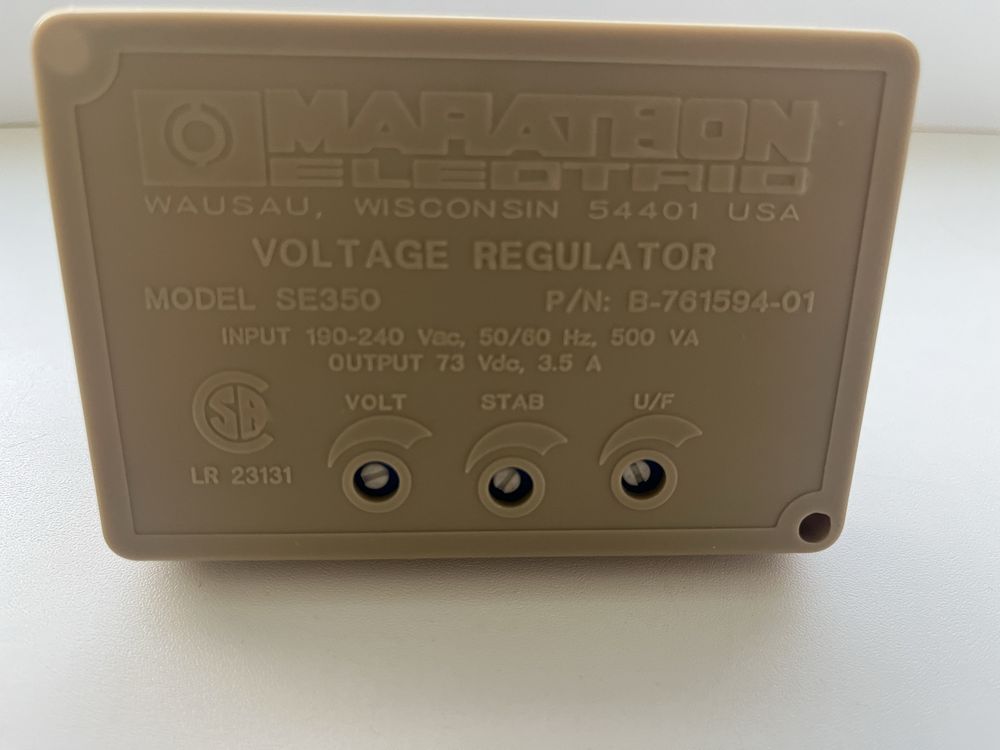 MARATHON
ELECTRIC
WAUSAU, WISCONSIN 54401 USA
VOLTAGE REGULATOR
MODEL SE350 P/N: B-761594-01
INPUT 190-240 Vac, 50/60 Hz, 500 VA
OUTPUT 73 Vdc, 3.5 A
VOLT STAB U/F
CSA
LR 23131